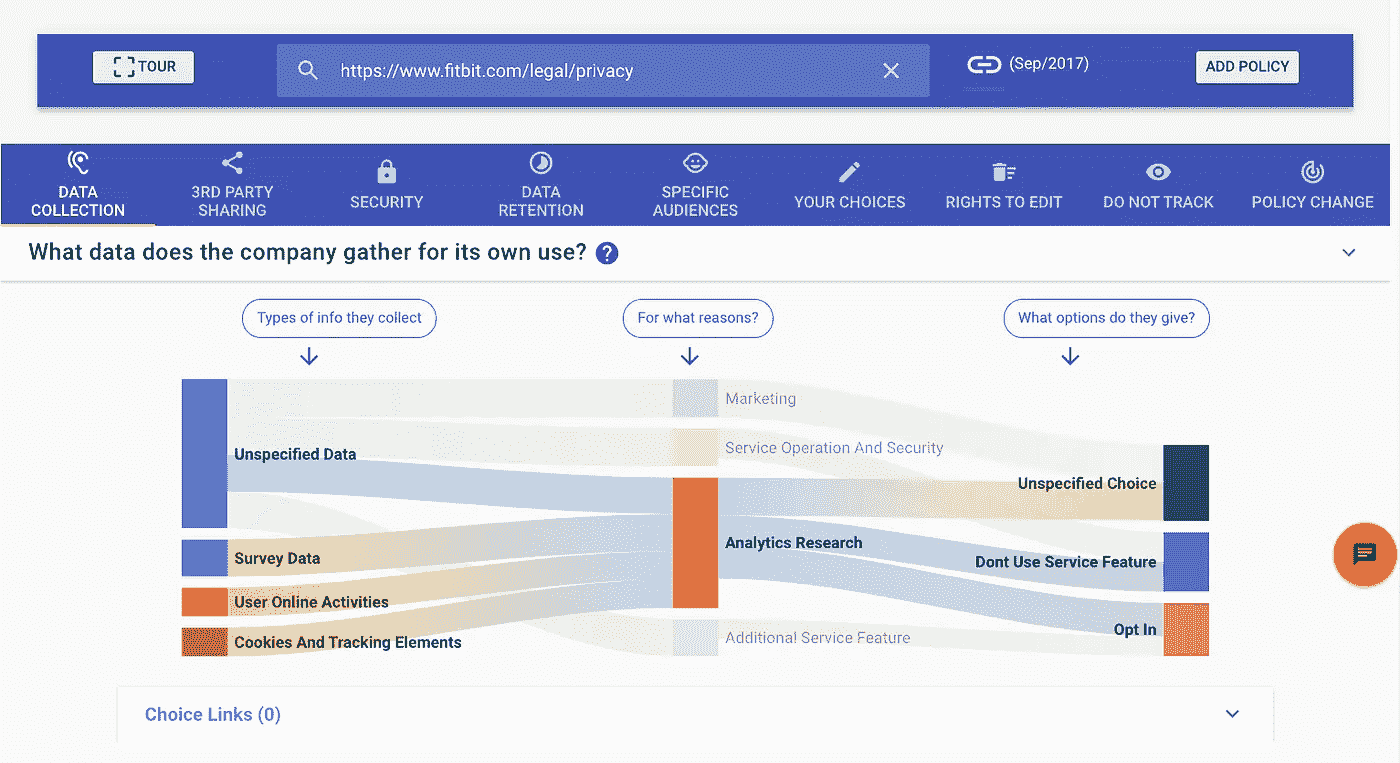 TOUR
https://www.fitbit.com/legal/privacy
(Sep/2017)
ADD POLICY
DATA
COLLECTION
3RD PARTY
SHARING
SECURITY
DATA
RETENTION
SPECIFIC
AUDIENCES
YOUR CHOICES
RIGHTS TO EDIT
DO NOT TRACK
POLICY CHANGE
What data does the company gather for its own use? ?
Types of info they collect
For what reasons?
What options do they give?
Marketing
Service Operation And Security
Unspecified Data
Unspecified Choice
Analytics Research
Survey Data
Dont Use Service Feature
User Online Activities
Opt In
Cookies And Tracking Elements
Additional Service Feature
Choice Links (0)